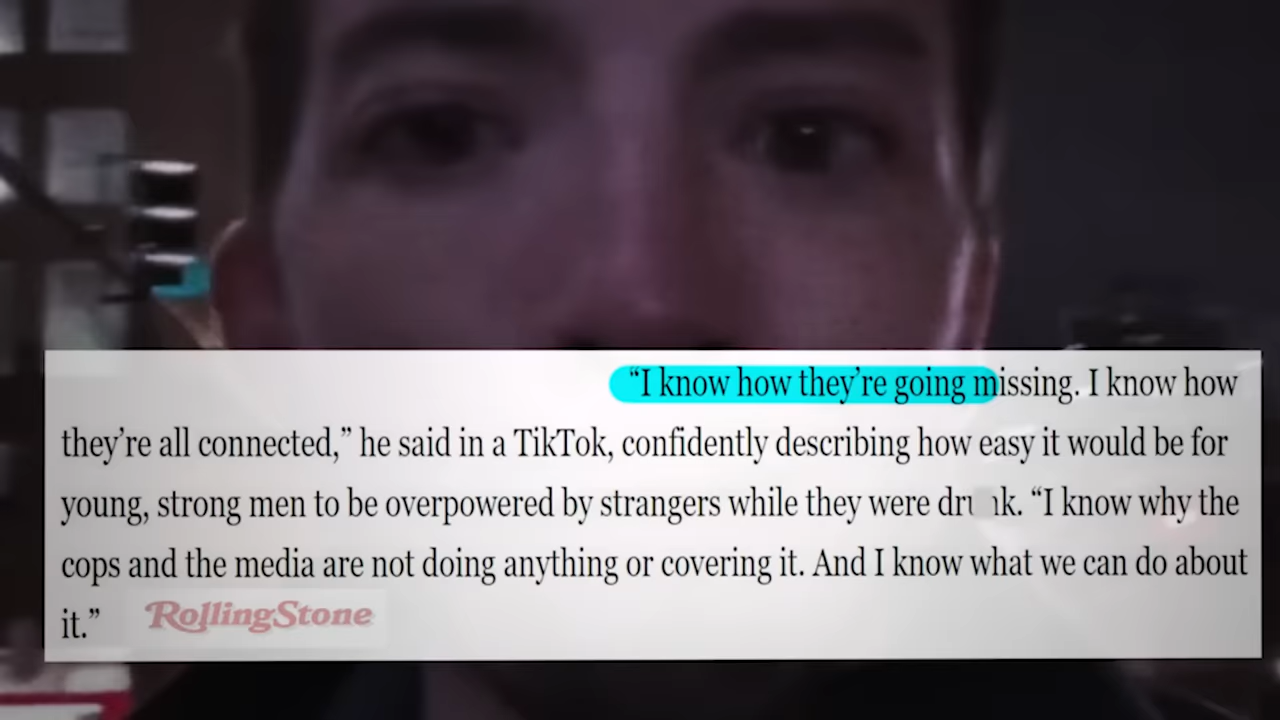 “I know how they’re going missing. I know how
they’re all connected,” he said in a TikTok, confidently describing how easy it would be for
young, strong men to be overpowered by strangers while they were drunk. “I know why the
cops and the media are not doing anything or covering it. And I know what we can do about
it.”
RollingStone